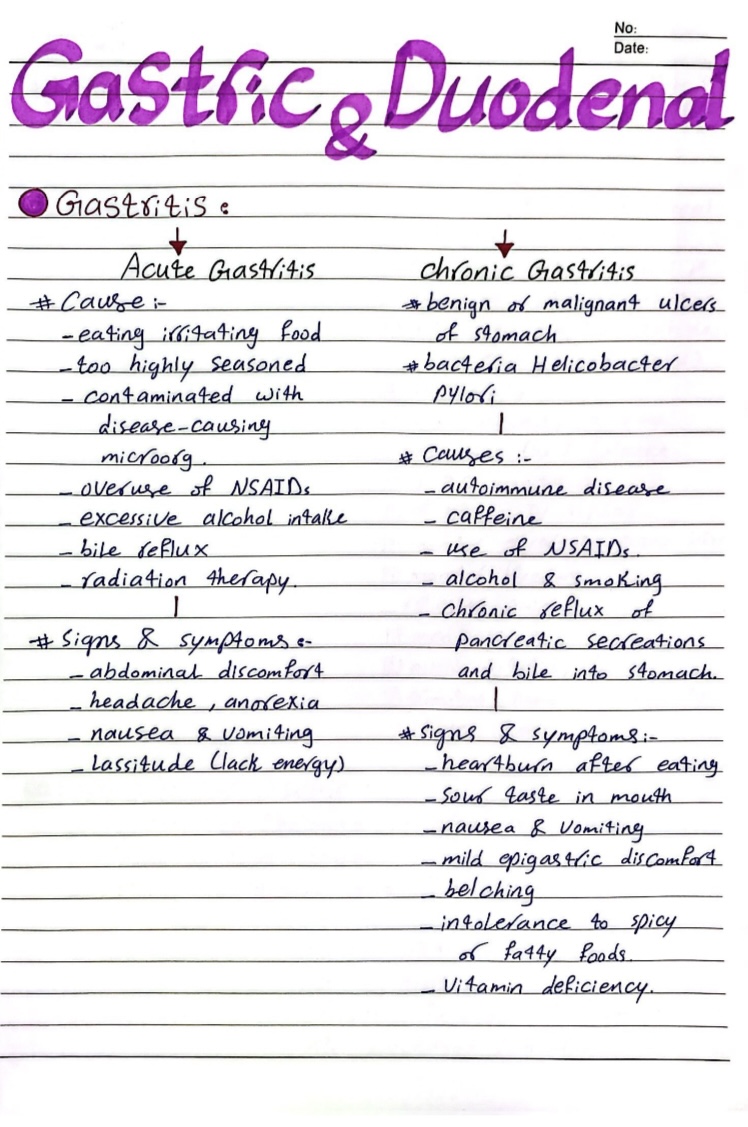 No:
Date:
Gastric & Duodenal
Gastritis:
Acute Gastritis
# Cause:-
- eating irritating food
- too highly seasoned
- contaminated with
disease-causing
microorg.
- overuse of NSAIDs
- excessive alcohol intake
- bile reflux
- radiation therapy.
# Signs & symptoms:-
- abdominal discomfort
- headache, anorexia
- nausea & vomiting
- Lassitude (lack energy)
chronic Gastritis
* benign or malignant ulcers
of stomach
* bacteria Helicobacter
pylori
# Causes:-
- autoimmune disease
- caffeine
- use of NSAIDs.
- alcohol & smoking
- Chronic reflux of
pancreatic secreations
and bile into stomach.
# Signs & symptoms:-
- heartburn after eating
- Sour taste in mouth
- nausea & vomiting
- mild epigastric discomfort
- belching
- intolerance to spicy
or fatty foods.
- Vitamin deficiency.